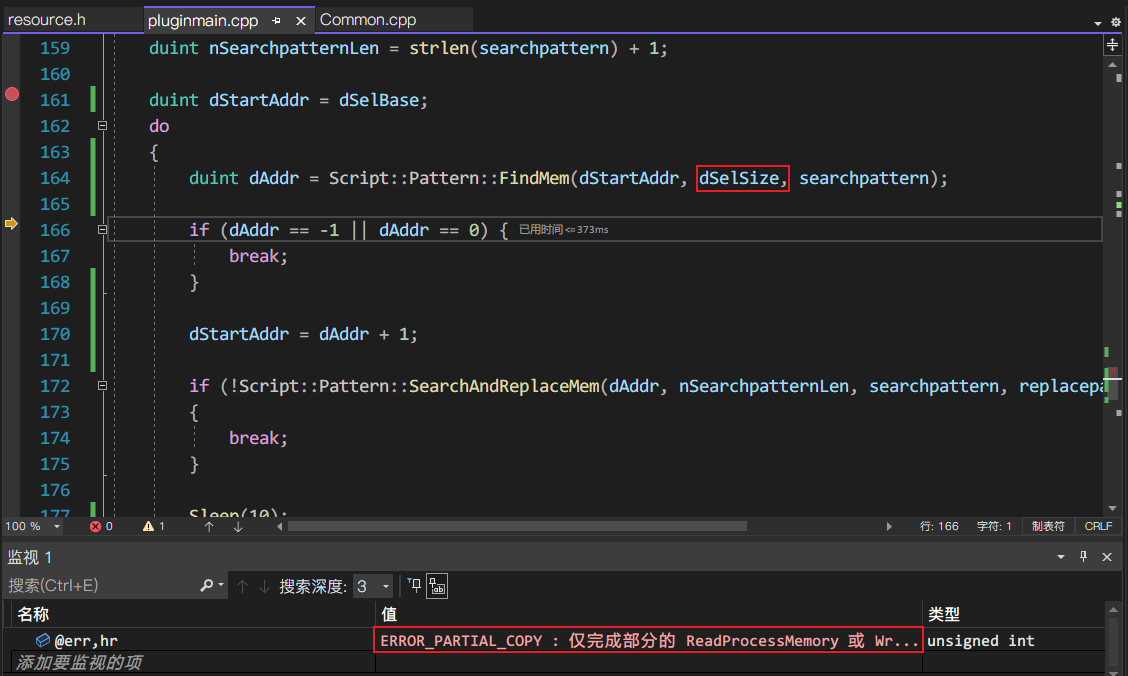 resource.h
pluginmain.cpp
Common.cpp
159 duint nSearchpatternLen = strlen(searchpattern) + 1;
160
161 duint dStartAddr = dSelBase;
162 do
163 {
164 duint dAddr = Script::Pattern::FindMem(dStartAddr, dSelSize, searchpattern);
165
166 if (dAddr == -1 || dAddr == 0) { 已用时间<=373ms
167 break;
168 }
169
170 dStartAddr = dAddr + 1;
171
172 if (!Script::Pattern::SearchAndReplaceMem(dAddr, nSearchpatternLen, searchpattern, replacepa
173 {
174 break;
175 }
176
177 Sleep(10);
100 % 0 1 行: 166 字符: 1 制表符 CRLF
监视 1
搜索(Ctrl+E) 搜索深度: 3
名称 值 类型
@err,hr ERROR_PARTIAL_COPY : 仅完成部分的 ReadProcessMemory 或 Wr... unsigned int
添加要监视的项